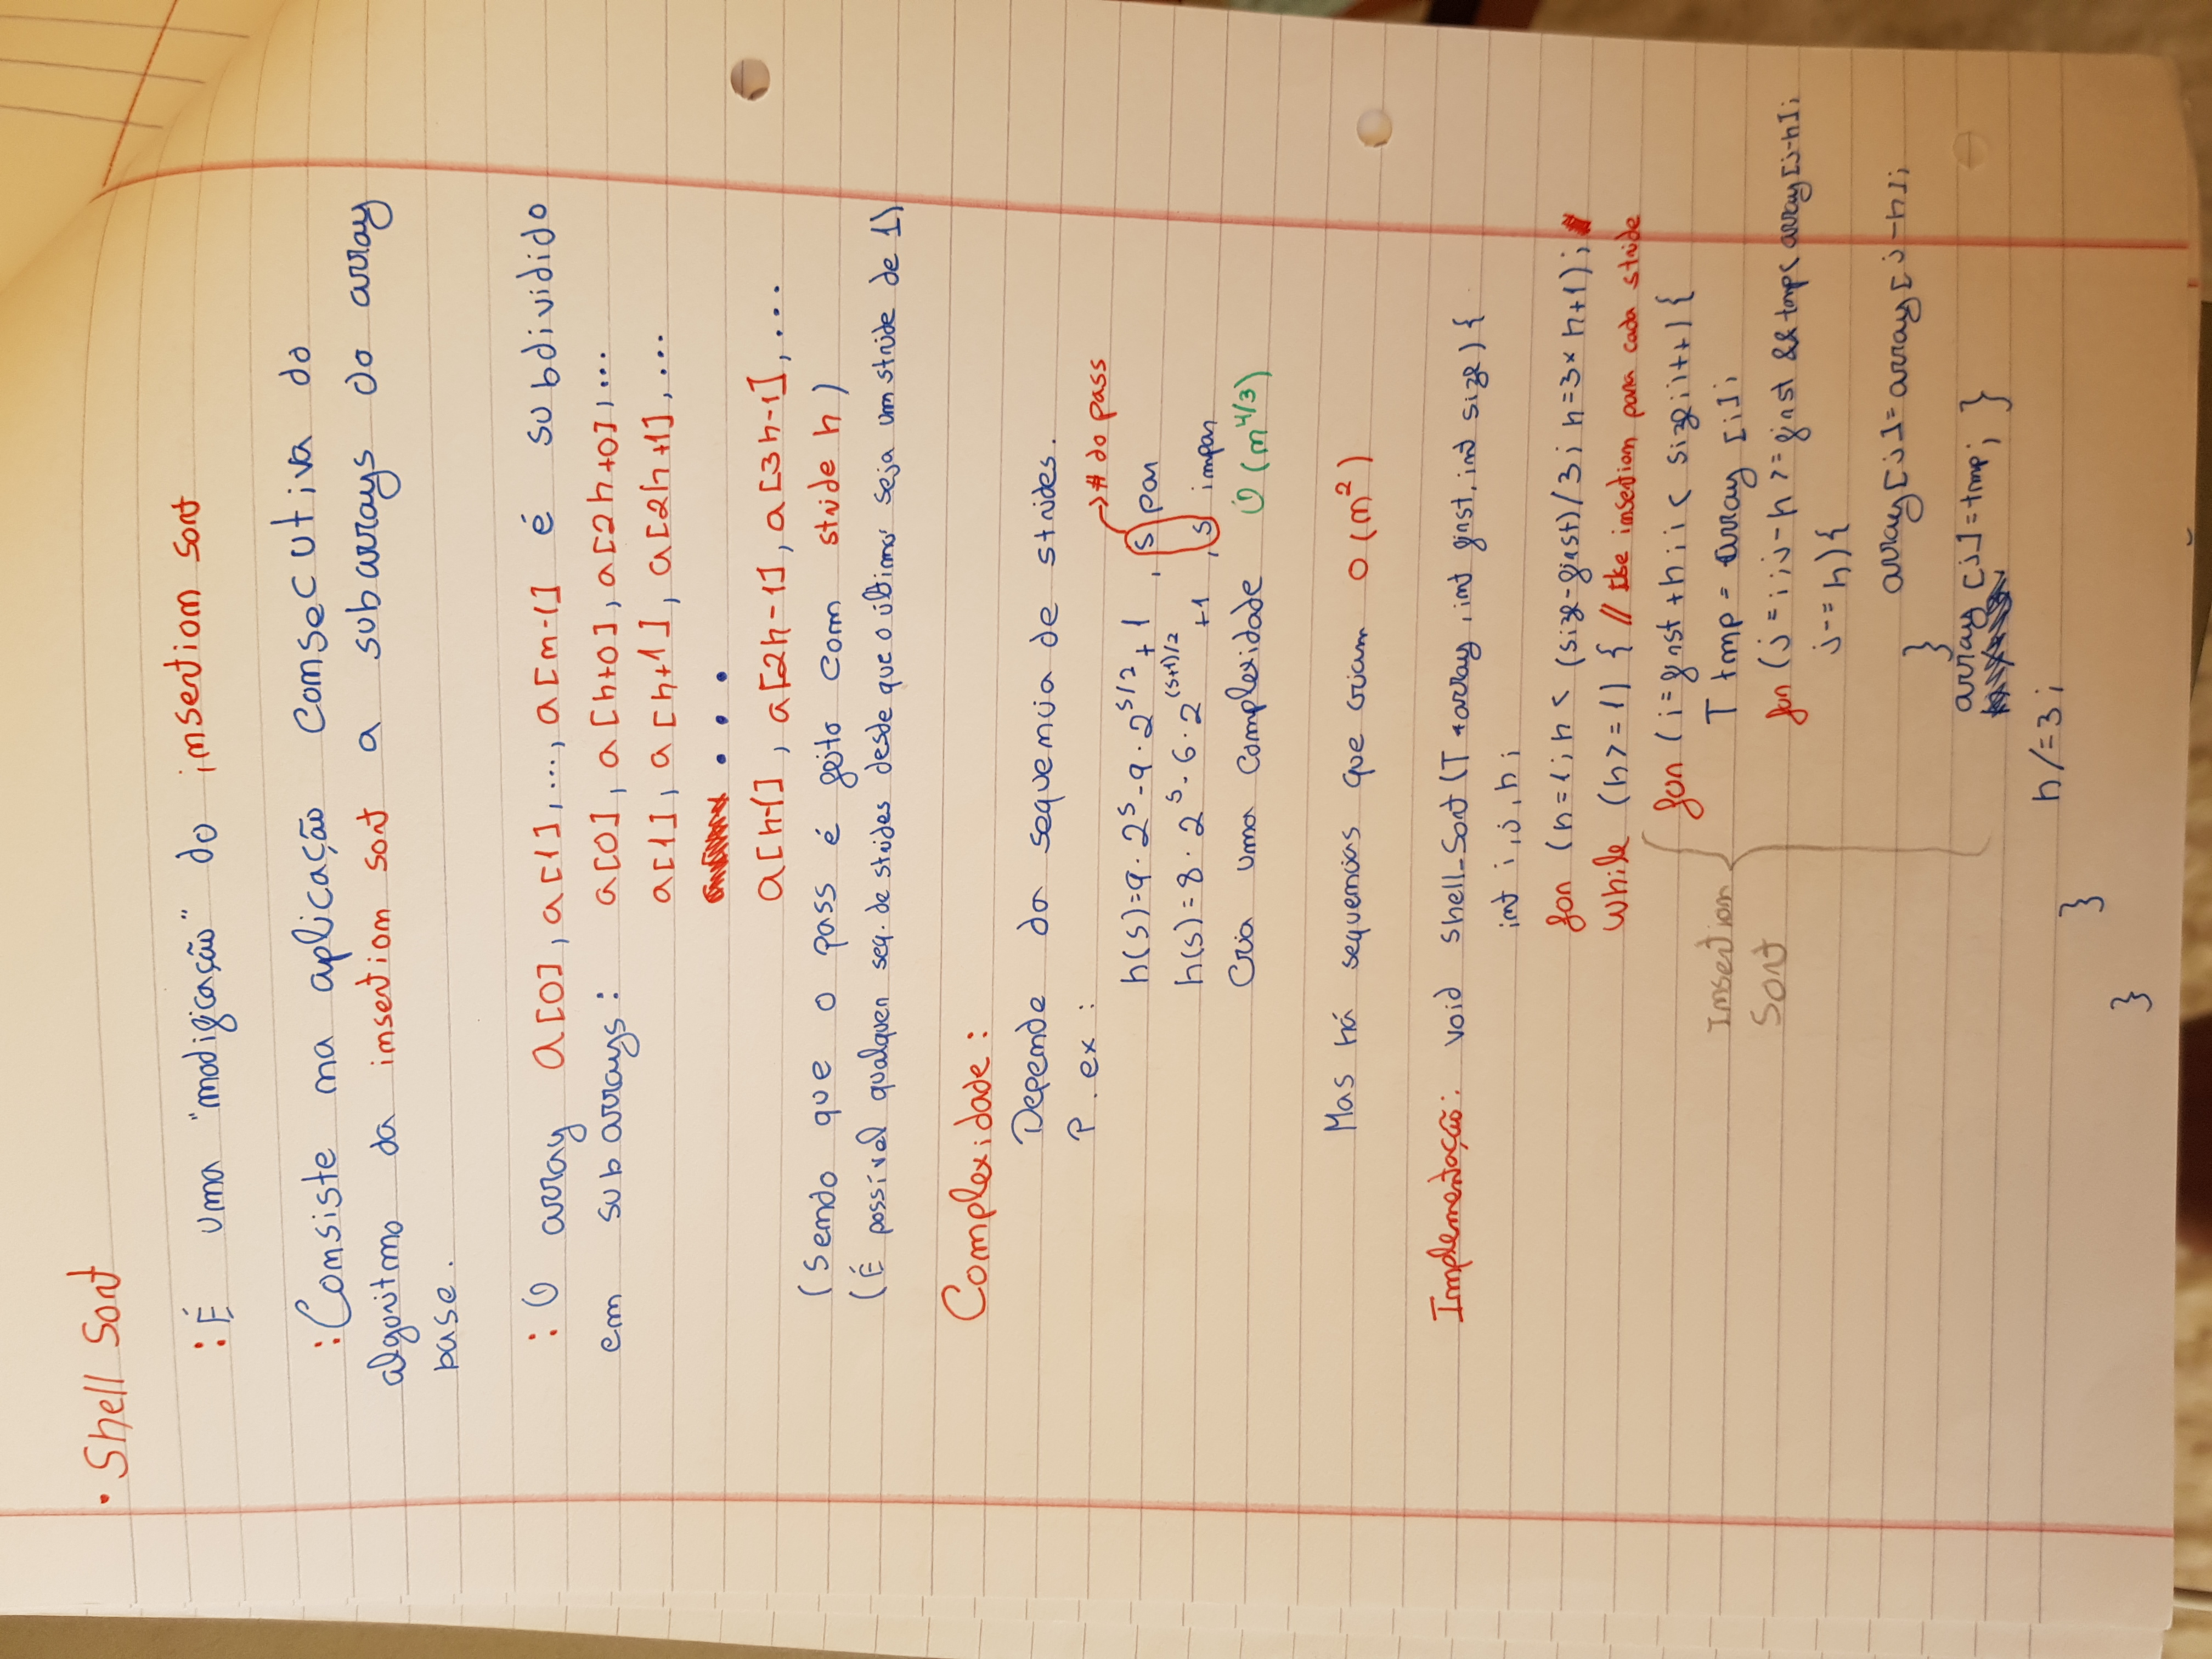 • Shell Sort
: É uma "modificação" do insertion sort
: Consiste na aplicação consecutiva do
algoritmo da insertion sort a subarrays do array
base.
: O array a[0], a[1], ..., a[n-1] é subdividido
em subarrays: a[0], a[h+0], a[2h+0], ...
a[1], a[h+1], a[2h+1], ...
• • •
a[h-1], a[2h-1], a[3h-1], ...
(Sendo que o pass é feito com stride h)
(É possível qualquer seq. de strides desde que o último seja um stride de 1)
Complexidade:
Depende da sequencia de strides.
P. ex:
→ # do pass
h(s)=9·2^s-9·2^(s/2)+1, s par
h(s)=8·2^s-6·2^((s+1)/2)+1, s impar
Cria uma complexidade O(n^(4/3))
Mas há sequencias que criam O(n²)
Implementação: void shell_Sort(T *array, int first, int size){
int i, j, h;
for (h=1; h < (size-first)/3; h=3*h+1);
while (h>=1) { // Use insertion para cada stride
for (i=first+h; i< size; i++){
Insertion
Sort
T tmp = array[i];
for (j=i; j-h >= first && tmp< array[j-h];
j-=h){
array[j]=array[j-h];
}
array[j]=tmp; }
h/=3;
}
}